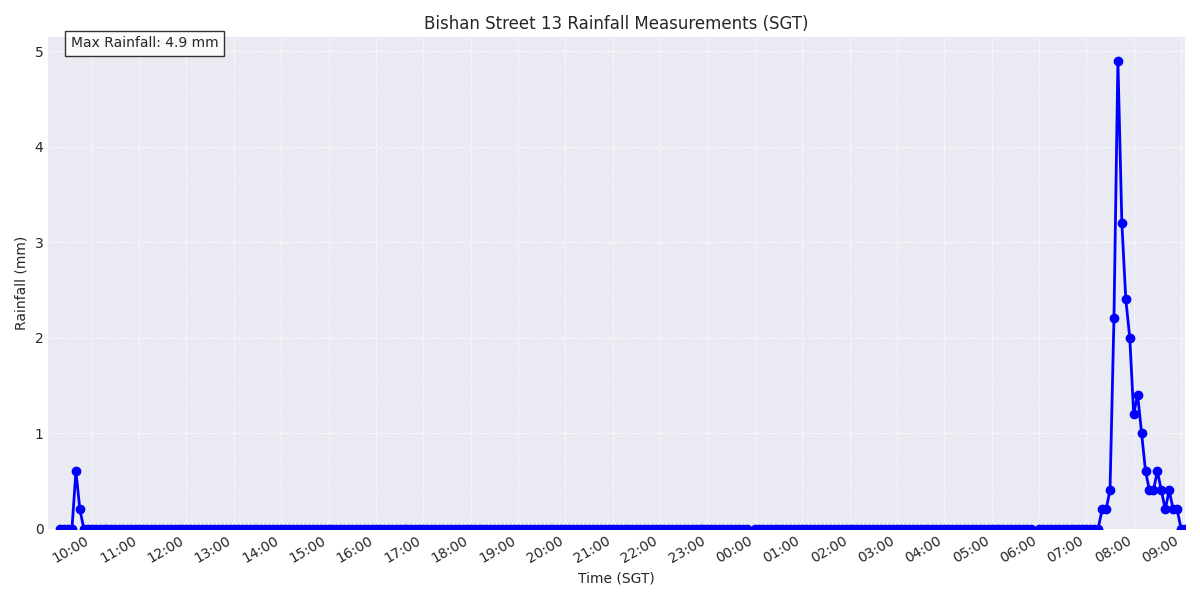 Bishan Street 13 Rainfall Measurements (SGT)
Max Rainfall: 4.9 mm
5
4
3
2
1
0
Rainfall (mm)
10:00 11:00 12:00 13:00 14:00 15:00 16:00 17:00 18:00 19:00 20:00 21:00 22:00 23:00 00:00 01:00 02:00 03:00 04:00 05:00 06:00 07:00 08:00 09:00
Time (SGT)